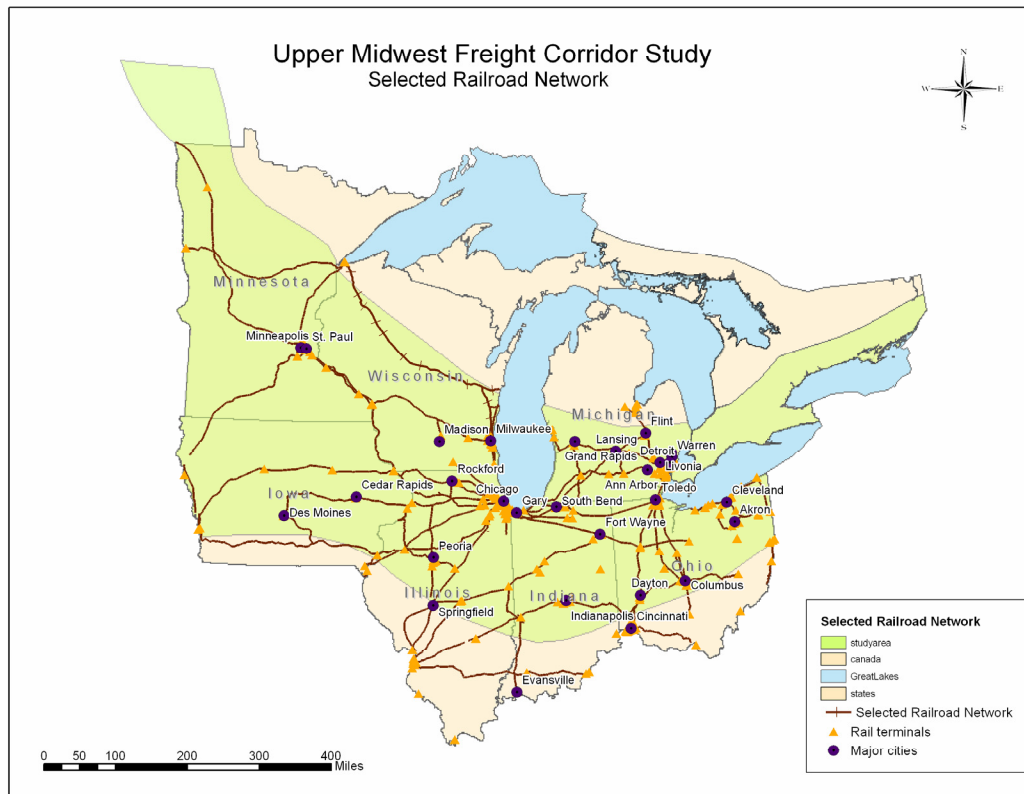 Upper Midwest Freight Corridor Study
Selected Railroad Network
N
W E
S
Minnesota
Minneapolis St. Paul
Wisconsin
Michigan
Flint
Madison Milwaukee
Lansing Warren
Grand Rapids Detroit
Livonia
Rockford
Ann Arbor Toledo
Cedar Rapids
Chicago
Iowa
Gary South Bend
Cleveland
Des Moines
Akron
Fort Wayne
Peoria
Ohio
Dayton Columbus
Illinois
Indiana
Springfield
Indianapolis Cincinnati
Evansville
Selected Railroad Network
studyarea
canada
GreatLakes
states
Selected Railroad Network
Rail terminals
Major cities
0 50 100 200 300 400
Miles